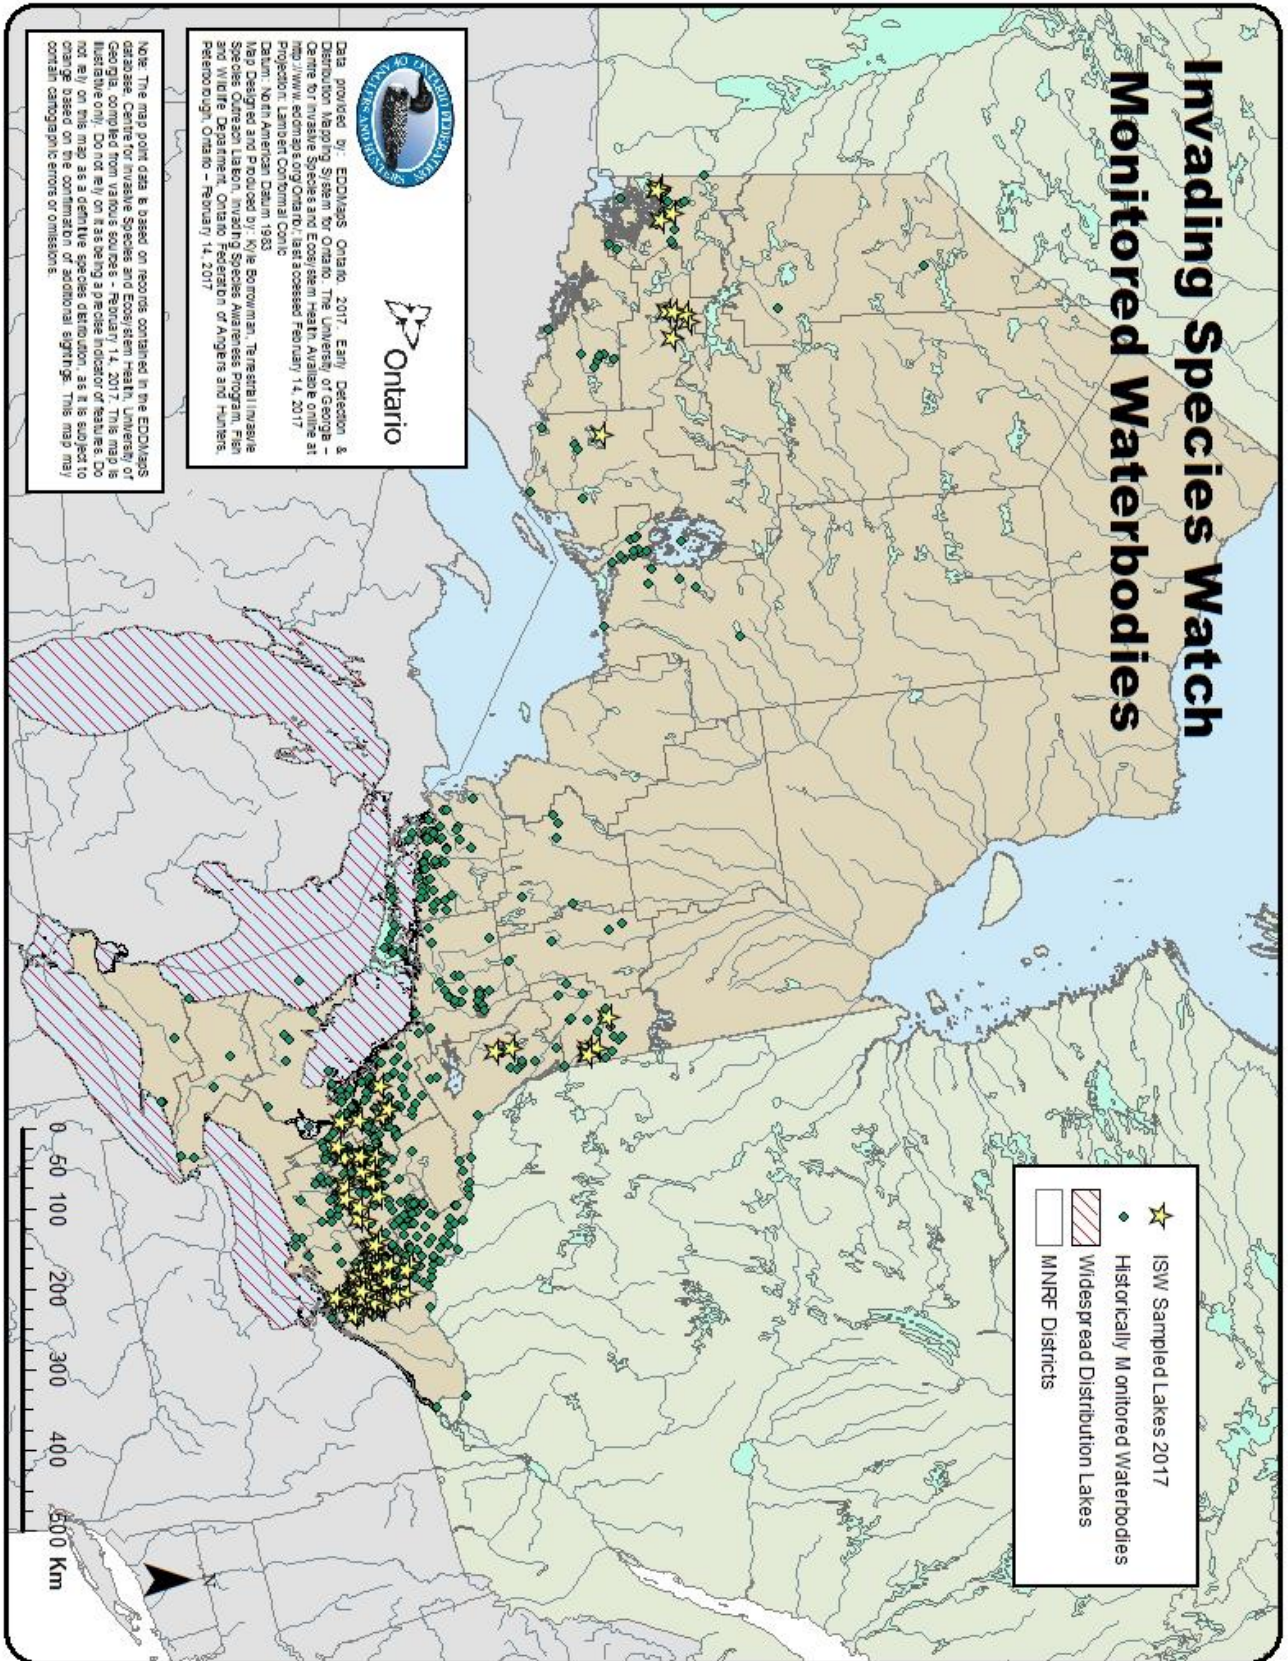 Invading Species Watch
Monitored Waterbodies
ISW Sampled Lakes 2017
Historically Monitored Waterbodies
Widespread Distribution Lakes
MNRF Districts
ONTARIO FEDERATION
OF ANGLERS AND HUNTERS
Ontario
Data provided by: EDDMapS Ontario. 2017. Early Detection &
Distribution Mapping System for Ontario. The University of Georgia –
Centre for Invasive Species and Ecosystem Health. Available online at
http://www.eddmaps.org/Ontario/; last accessed February 14, 2017
Projection: Lambert Conformal Conic
Datum: North American Datum 1983
Map Designed and Produced by: Kyle Borrowman, Terrestrial Invasive
Species Outreach Liaison, Invading Species Awareness Program, Fish
and Wildlife Department, Ontario Federation of Anglers and Hunters,
Peterborough, Ontario – February 14, 2017
Note: The map point data is based on records contained in the EDDMapS
database, Centre for Invasive Species and Ecosystem Health, University of
Georgia, compiled from various sources - February 14, 2017. This map is
illustrative only. Do not rely on it as being a precise indicator of features. Do
not rely on this map as a definitive species distribution, as it is subject to
change based on the confirmation of additional sightings. This map may
contain cartographic errors or omissions.
0 50 100 200 300 400 500 Km
N